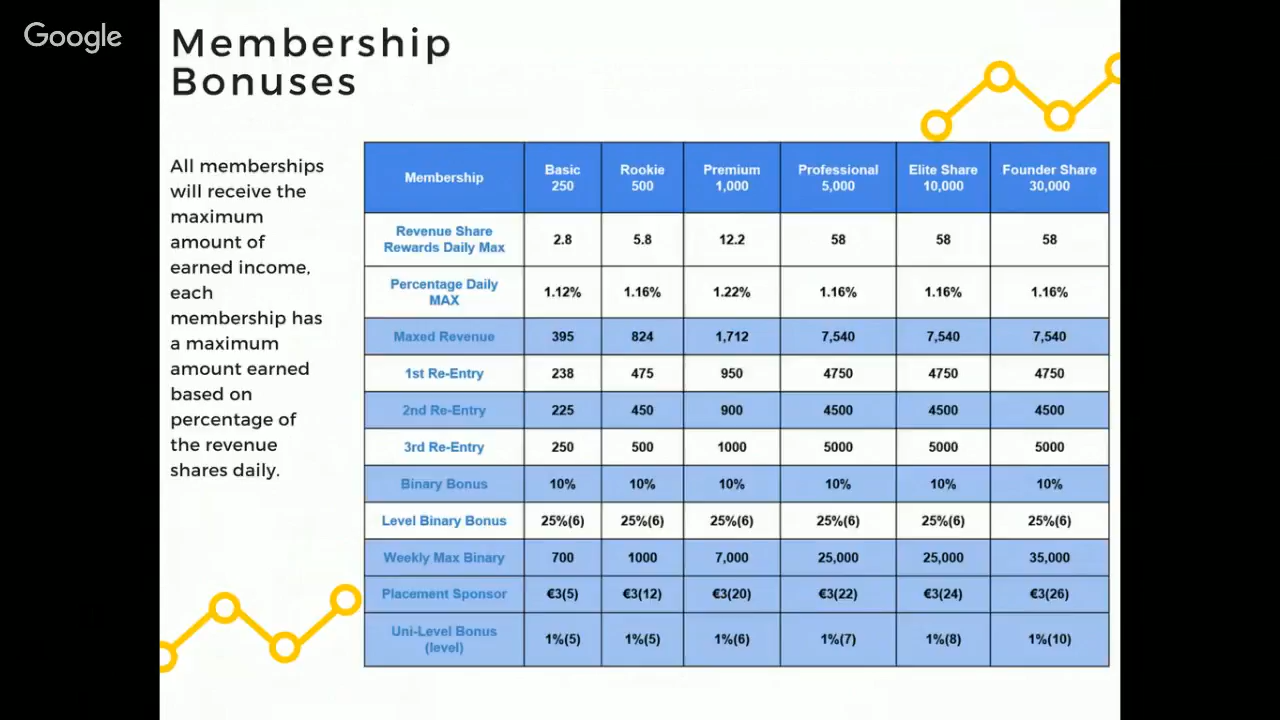 Google
Membership
Bonuses
All memberships
will receive the
maximum
amount of
earned income,
each
membership has
a maximum
amount earned
based on
percentage of
the revenue
shares daily.
Membership Basic 250 Rookie 500 Premium 1,000 Professional 5,000 Elite Share 10,000 Founder Share 30,000
Revenue Share Rewards Daily Max 2.8 5.8 12.2 58 58 58
Percentage Daily MAX 1.12% 1.16% 1.22% 1.16% 1.16% 1.16%
Maxed Revenue 395 824 1,712 7,540 7,540 7,540
1st Re-Entry 238 475 950 4750 4750 4750
2nd Re-Entry 225 450 900 4500 4500 4500
3rd Re-Entry 250 500 1000 5000 5000 5000
Binary Bonus 10% 10% 10% 10% 10% 10%
Level Binary Bonus 25%(6) 25%(6) 25%(6) 25%(6) 25%(6) 25%(6)
Weekly Max Binary 700 1000 7,000 25,000 25,000 35,000
Placement Sponsor €3(5) €3(12) €3(20) €3(22) €3(24) €3(26)
Uni-Level Bonus (level) 1%(5) 1%(5) 1%(6) 1%(7) 1%(8) 1%(10)